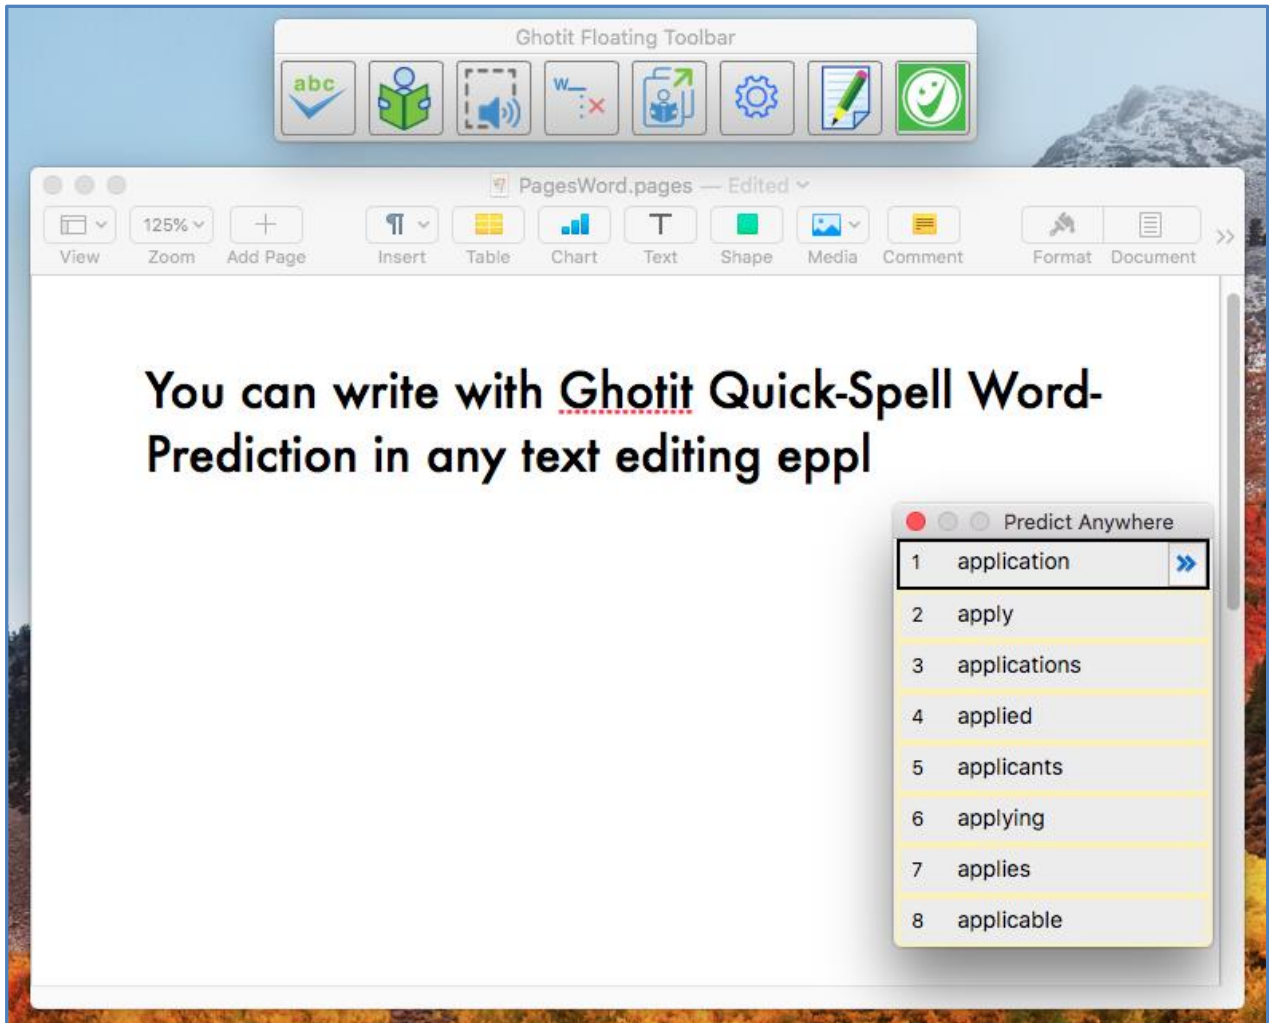 Ghotit Floating Toolbar
abc
W
PagesWord.pages — Edited
125%
View Zoom Add Page Insert Table Chart Text Shape Media Comment Format Document
You can write with Ghotit Quick-Spell Word-
Prediction in any text editing eppl
Predict Anywhere
1 application
2 apply
3 applications
4 applied
5 applicants
6 applying
7 applies
8 applicable